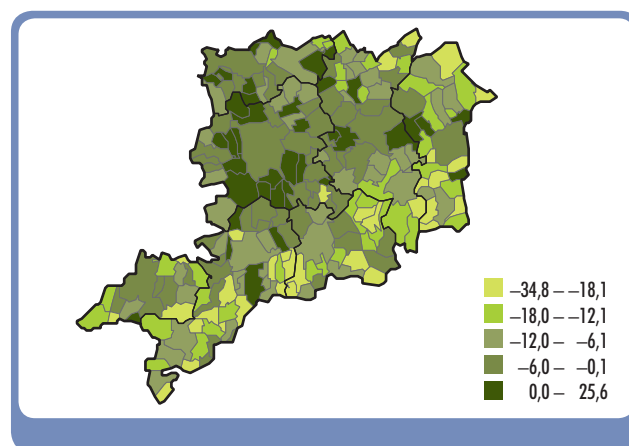 –34,8 – –18,1
–18,0 – –12,1
–12,0 – –6,1
–6,0 – –0,1
0,0 – 25,6